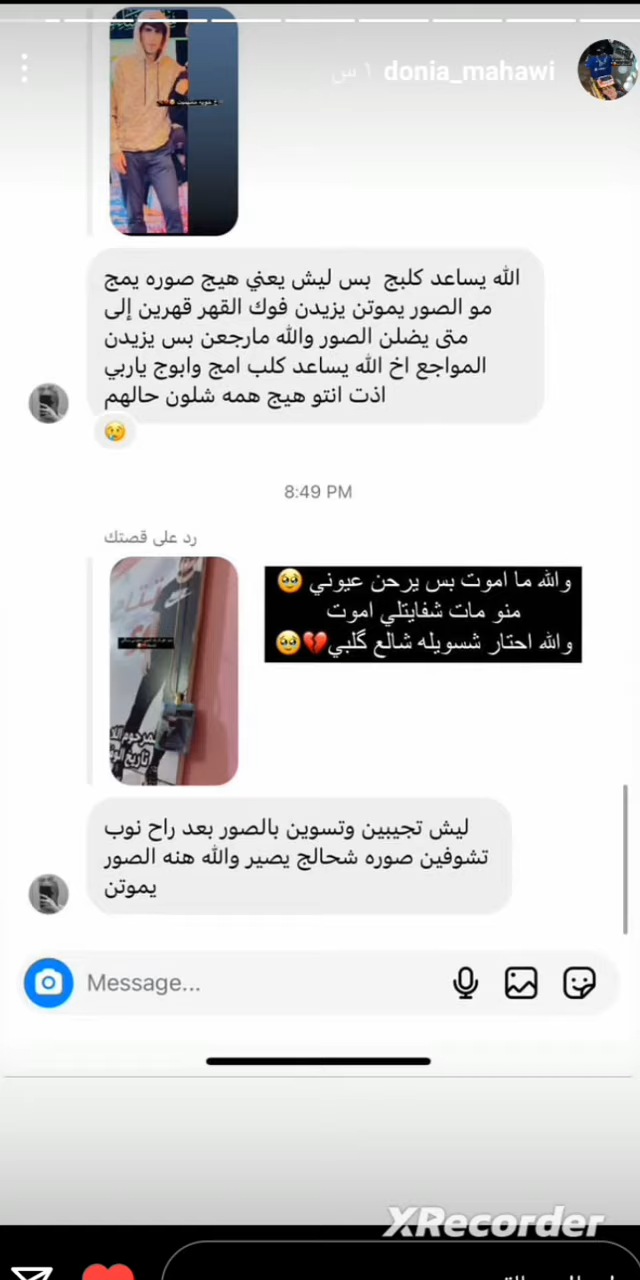 donia_mahawi ١ س
الله يساعد كلبج بس ليش يعني هيج صوره يمج
مو الصور يموتن يزيدن فوك القهر قهرين إلى
متى يضلن الصور والله مارجعن بس يزيدن
المواجع اخ الله يساعد كلب امج وابوج ياربي
اذت انتو هيج همه شلون حالهم
😢
8:49 PM
رد على قصتك
والله ما اموت بس يرحن عيوني 🥹
منو مات شفايتلي اموت
والله احتار شسويله شالع گلبي💔🥹
تاريخ الو
ليش تجيبين وتسوين بالصور بعد راح نوب
تشوفين صوره شحالج يصير والله هنه الصور
يموتن
Message...
XRecorder